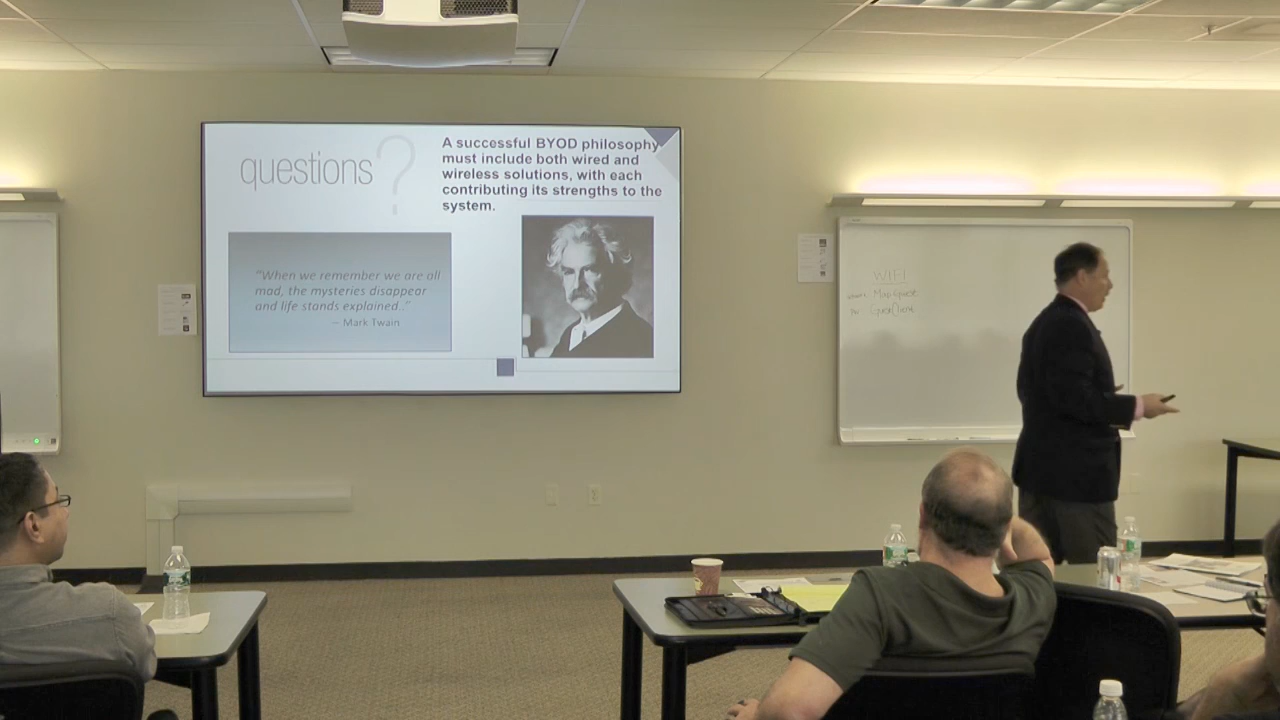 questions?
A successful BYOD philosophy
must include both wired and
wireless solutions, with each
contributing its strengths to the
system.
"When we remember we are all
mad, the mysteries disappear
and life stands explained.."
– Mark Twain
WIFI